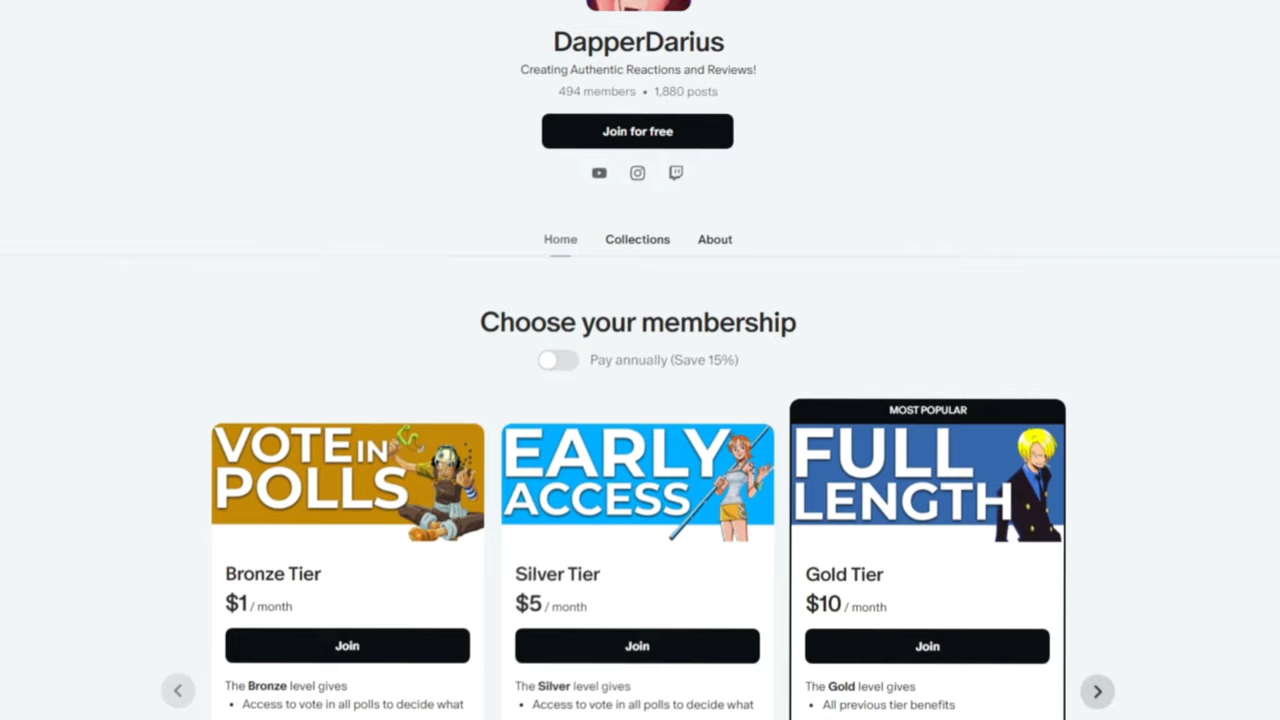 DapperDarius
Creating Authentic Reactions and Reviews!
494 members • 1,880 posts
Join for free
Home
Collections
About
Choose your membership
Pay annually (Save 15%)
VOTE IN
POLLS
Bronze Tier
$1 / month
Join
The Bronze level gives
• Access to vote in all polls to decide what
EARLY
ACCESS
Silver Tier
$5 / month
Join
The Silver level gives
• Access to vote in all polls to decide what
MOST POPULAR
FULL
LENGTH
Gold Tier
$10 / month
Join
The Gold level gives
• All previous tier benefits